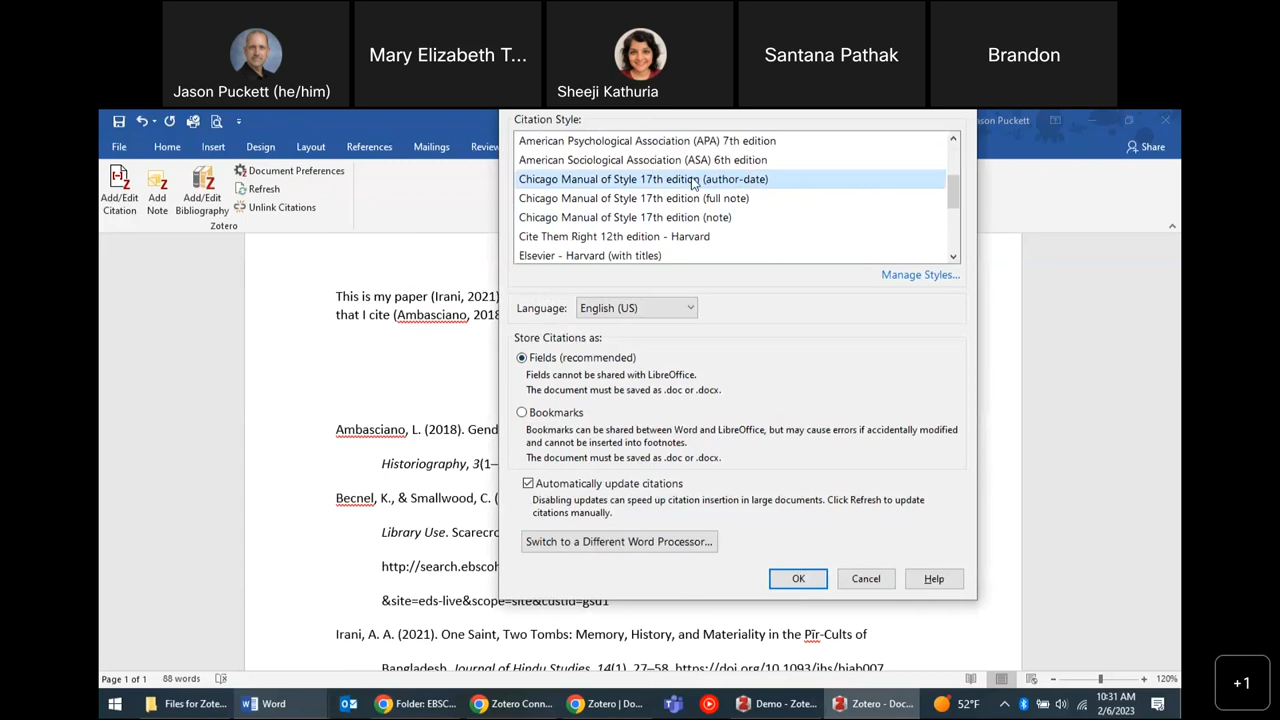 Jason Puckett (he/him)
Mary Elizabeth T...
Sheeji Kathuria
Santana Pathak
Brandon
son Puckett
File Home Insert Design Layout References Mailings
Share
Add/Edit Citation
Add Note
Add/Edit Bibliography
Document Preferences
Refresh
Unlink Citations
Zotero
Citation Style:
American Psychological Association (APA) 7th edition
American Sociological Association (ASA) 6th edition
Chicago Manual of Style 17th edition (author-date)
Chicago Manual of Style 17th edition (full note)
Chicago Manual of Style 17th edition (note)
Cite Them Right 12th edition - Harvard
Elsevier - Harvard (with titles)
Manage Styles...
Language: English (US)
Store Citations as:
Fields (recommended)
Fields cannot be shared with LibreOffice.
The document must be saved as .doc or .docx.
Bookmarks
Bookmarks can be shared between Word and LibreOffice, but may cause errors if accidentally modified
and cannot be inserted into footnotes.
The document must be saved as .doc or .docx.
Automatically update citations
Disabling updates can speed up citation insertion in large documents. Click Refresh to update
citations manually.
Switch to a Different Word Processor...
OK Cancel Help
This is my paper (Irani, 2021)
that I cite (Ambasciano, 2018
Ambasciano, L. (2018). Gend
Historiography, 3(1–
Becnel, K., & Smallwood, C. (
Library Use. Scarecro
http://search.ebscoh
&site=eds-live&scope=site&custid=gsu1
Irani, A. A. (2021). One Saint, Two Tombs: Memory, History, and Materiality in the Pīr-Cults of
Bangladesh. Journal of Hindu Studies, 14(1), 27–58. https://doi.org/10.1093/jhs/hiab007
Page 1 of 1 88 words
120%
Files for Zote...
Word
Folder: EBSC...
Zotero Conn...
Zotero | Do...
Demo - Zote...
Zotero - Doc...
52°F
10:31 AM
2/6/2023
+1